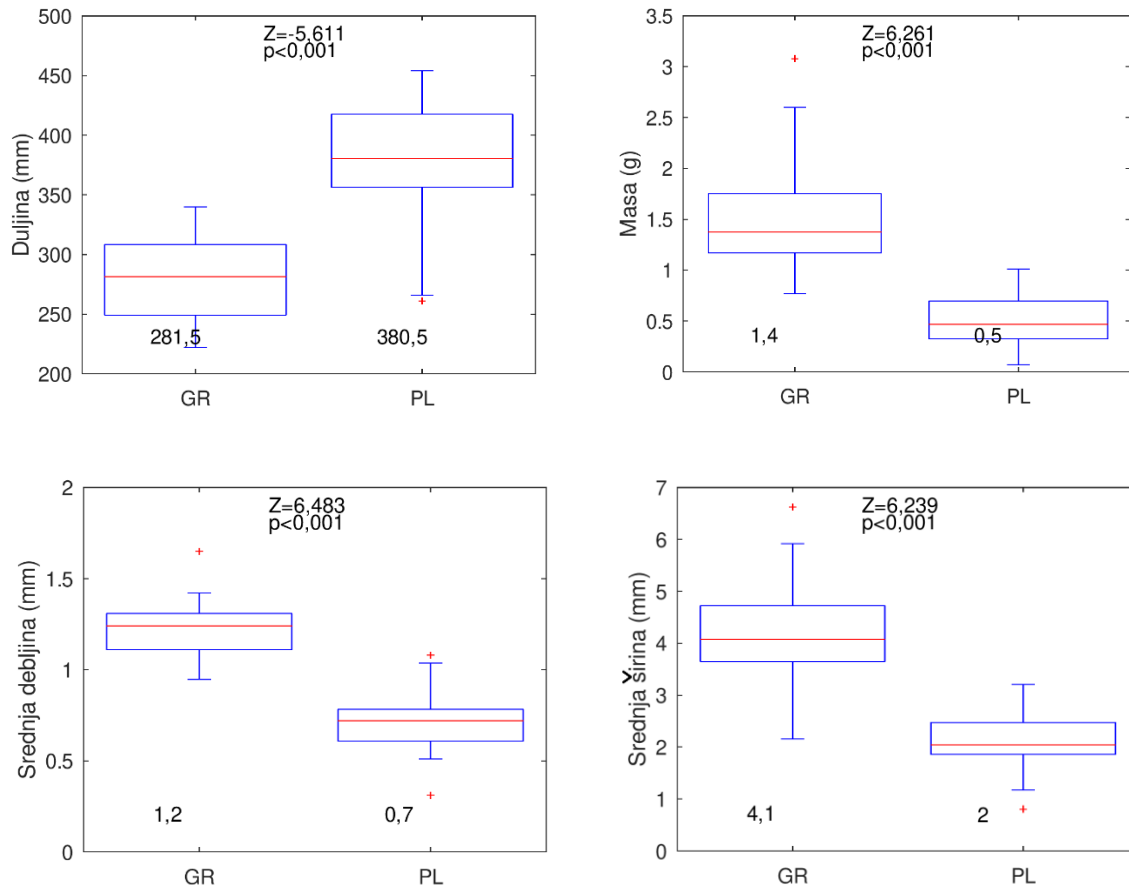 Z=-5,611
p<0,001
Duljina (mm)
500
450
400
350
300
250
200
281,5
380,5
GR
PL
Z=6,261
p<0,001
Masa (g)
3.5
3
2.5
2
1.5
1
0.5
0
1,4
0,5
GR
PL
Z=6,483
p<0,001
Srednja debljina (mm)
2
1.5
1
0.5
0
1,2
0,7
GR
PL
Z=6,239
p<0,001
Srednja širina (mm)
7
6
5
4
3
2
1
0
4,1
2
GR
PL